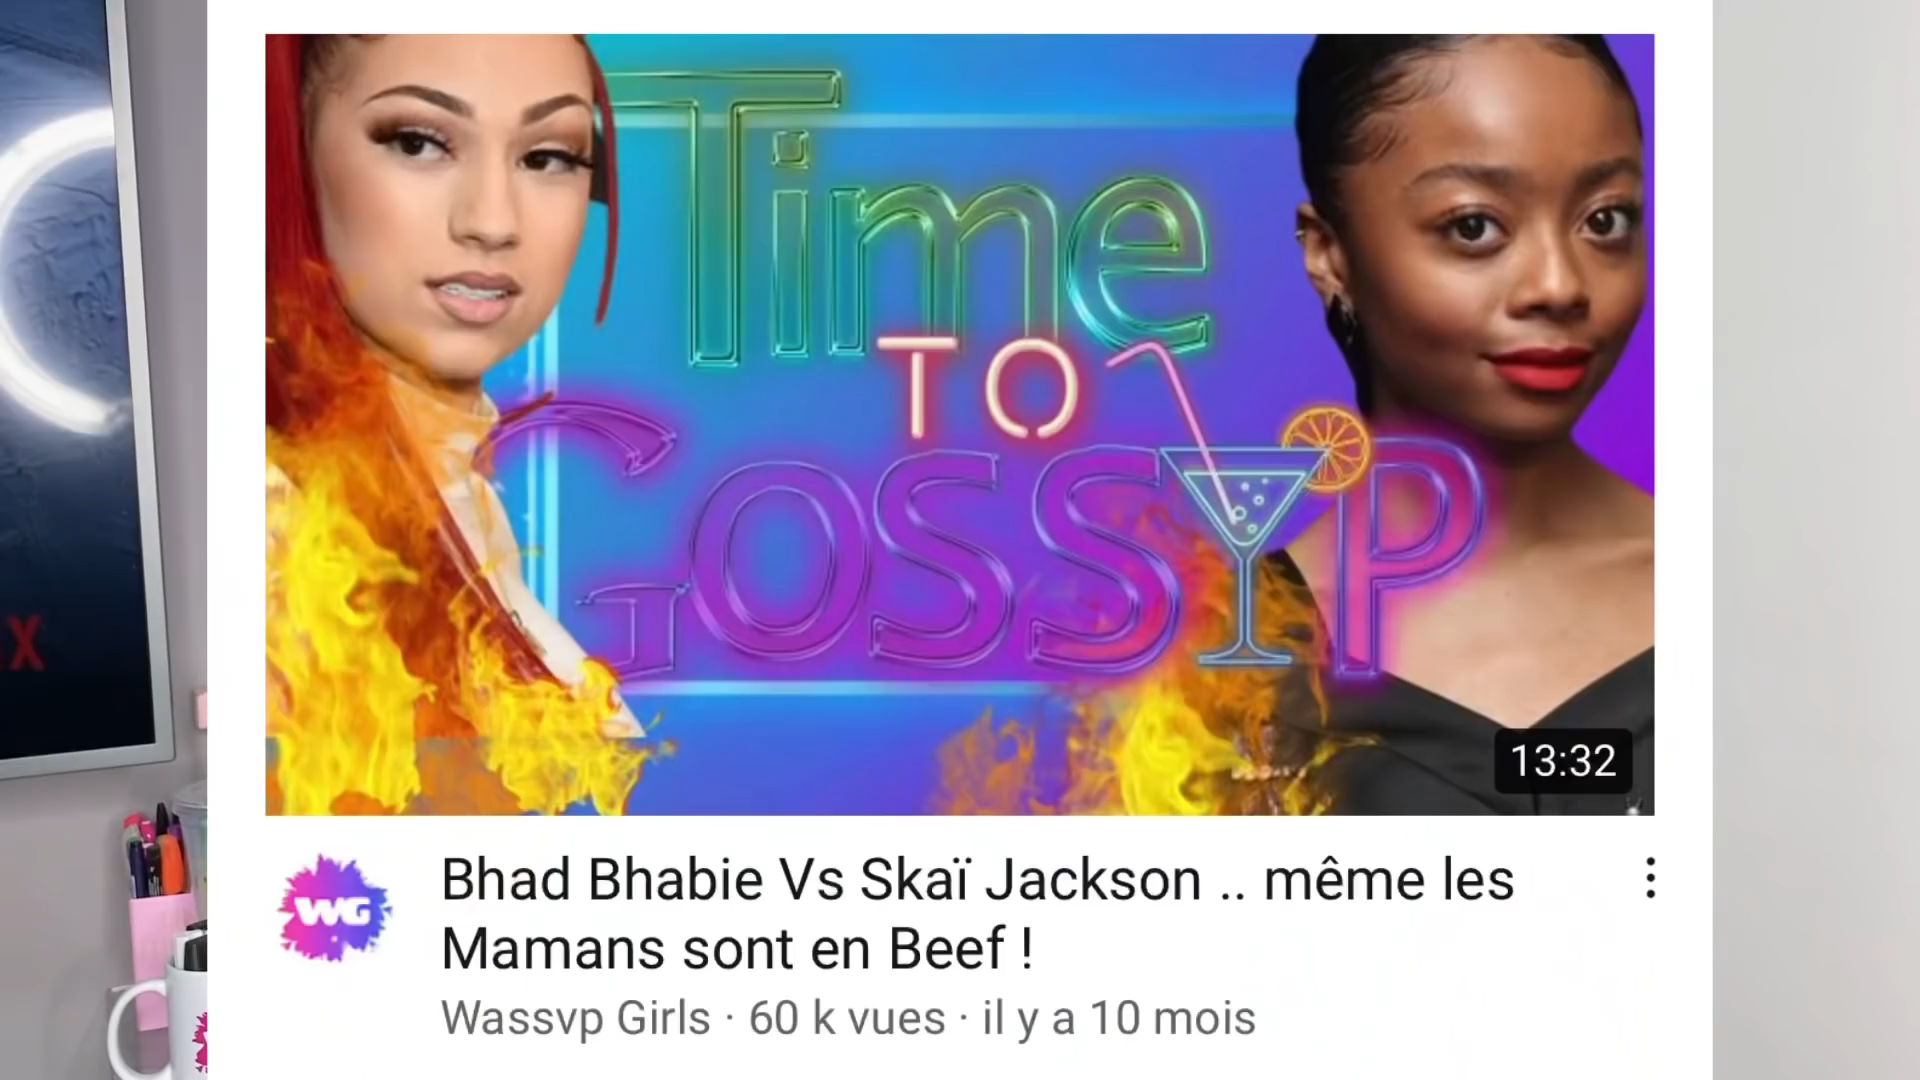 Time
TO
GOSSYP
13:32
X
WG
Bhad Bhabie Vs Skaï Jackson .. même les
Mamans sont en Beef !
Wassvp Girls · 60 k vues · il y a 10 mois